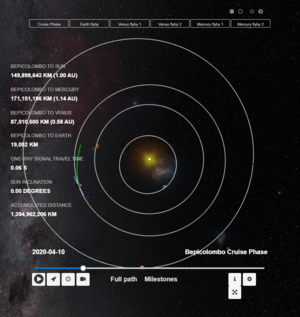 Cruise Phase Earth flyby Venus flyby 1 Venus flyby 2 Mercury flyby 1 Mercury flyby 2
BEPICOLOMBO TO SUN
149,898,643 KM (1.00 AU)
BEPICOLOMBO TO MERCURY
171,151,186 KM (1.14 AU)
BEPICOLOMBO TO VENUS
87,010,600 KM (0.58 AU)
BEPICOLOMBO TO EARTH
19,052 KM
ONE-WAY SIGNAL TRAVEL TIME
0.06 S
SUN INCLINATION
0.00 DEGREES
ACCUMULATED DISTANCE
1,394,962,206 KM
2020-04-10 Bepicolombo Cruise Phase
Full path Milestones